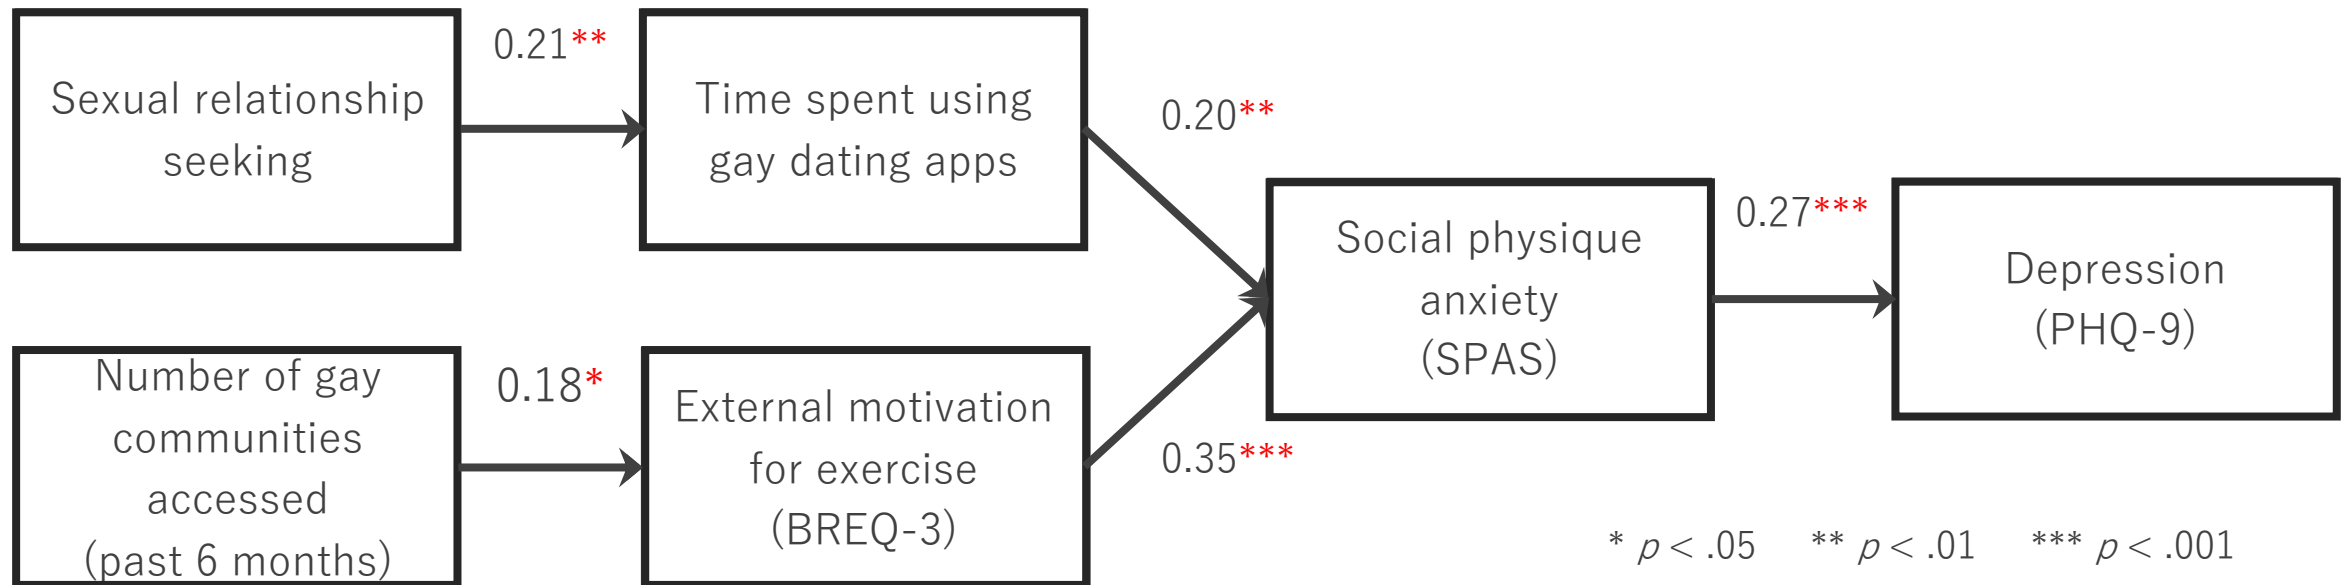 Sexual relationship
seeking
0.21**
Time spent using
gay dating apps
0.20**
Number of gay
communities
accessed
(past 6 months)
0.18*
External motivation
for exercise
(BREQ-3)
0.35***
Social physique
anxiety
(SPAS)
0.27***
Depression
(PHQ-9)
* p < .05 ** p < .01 *** p < .001